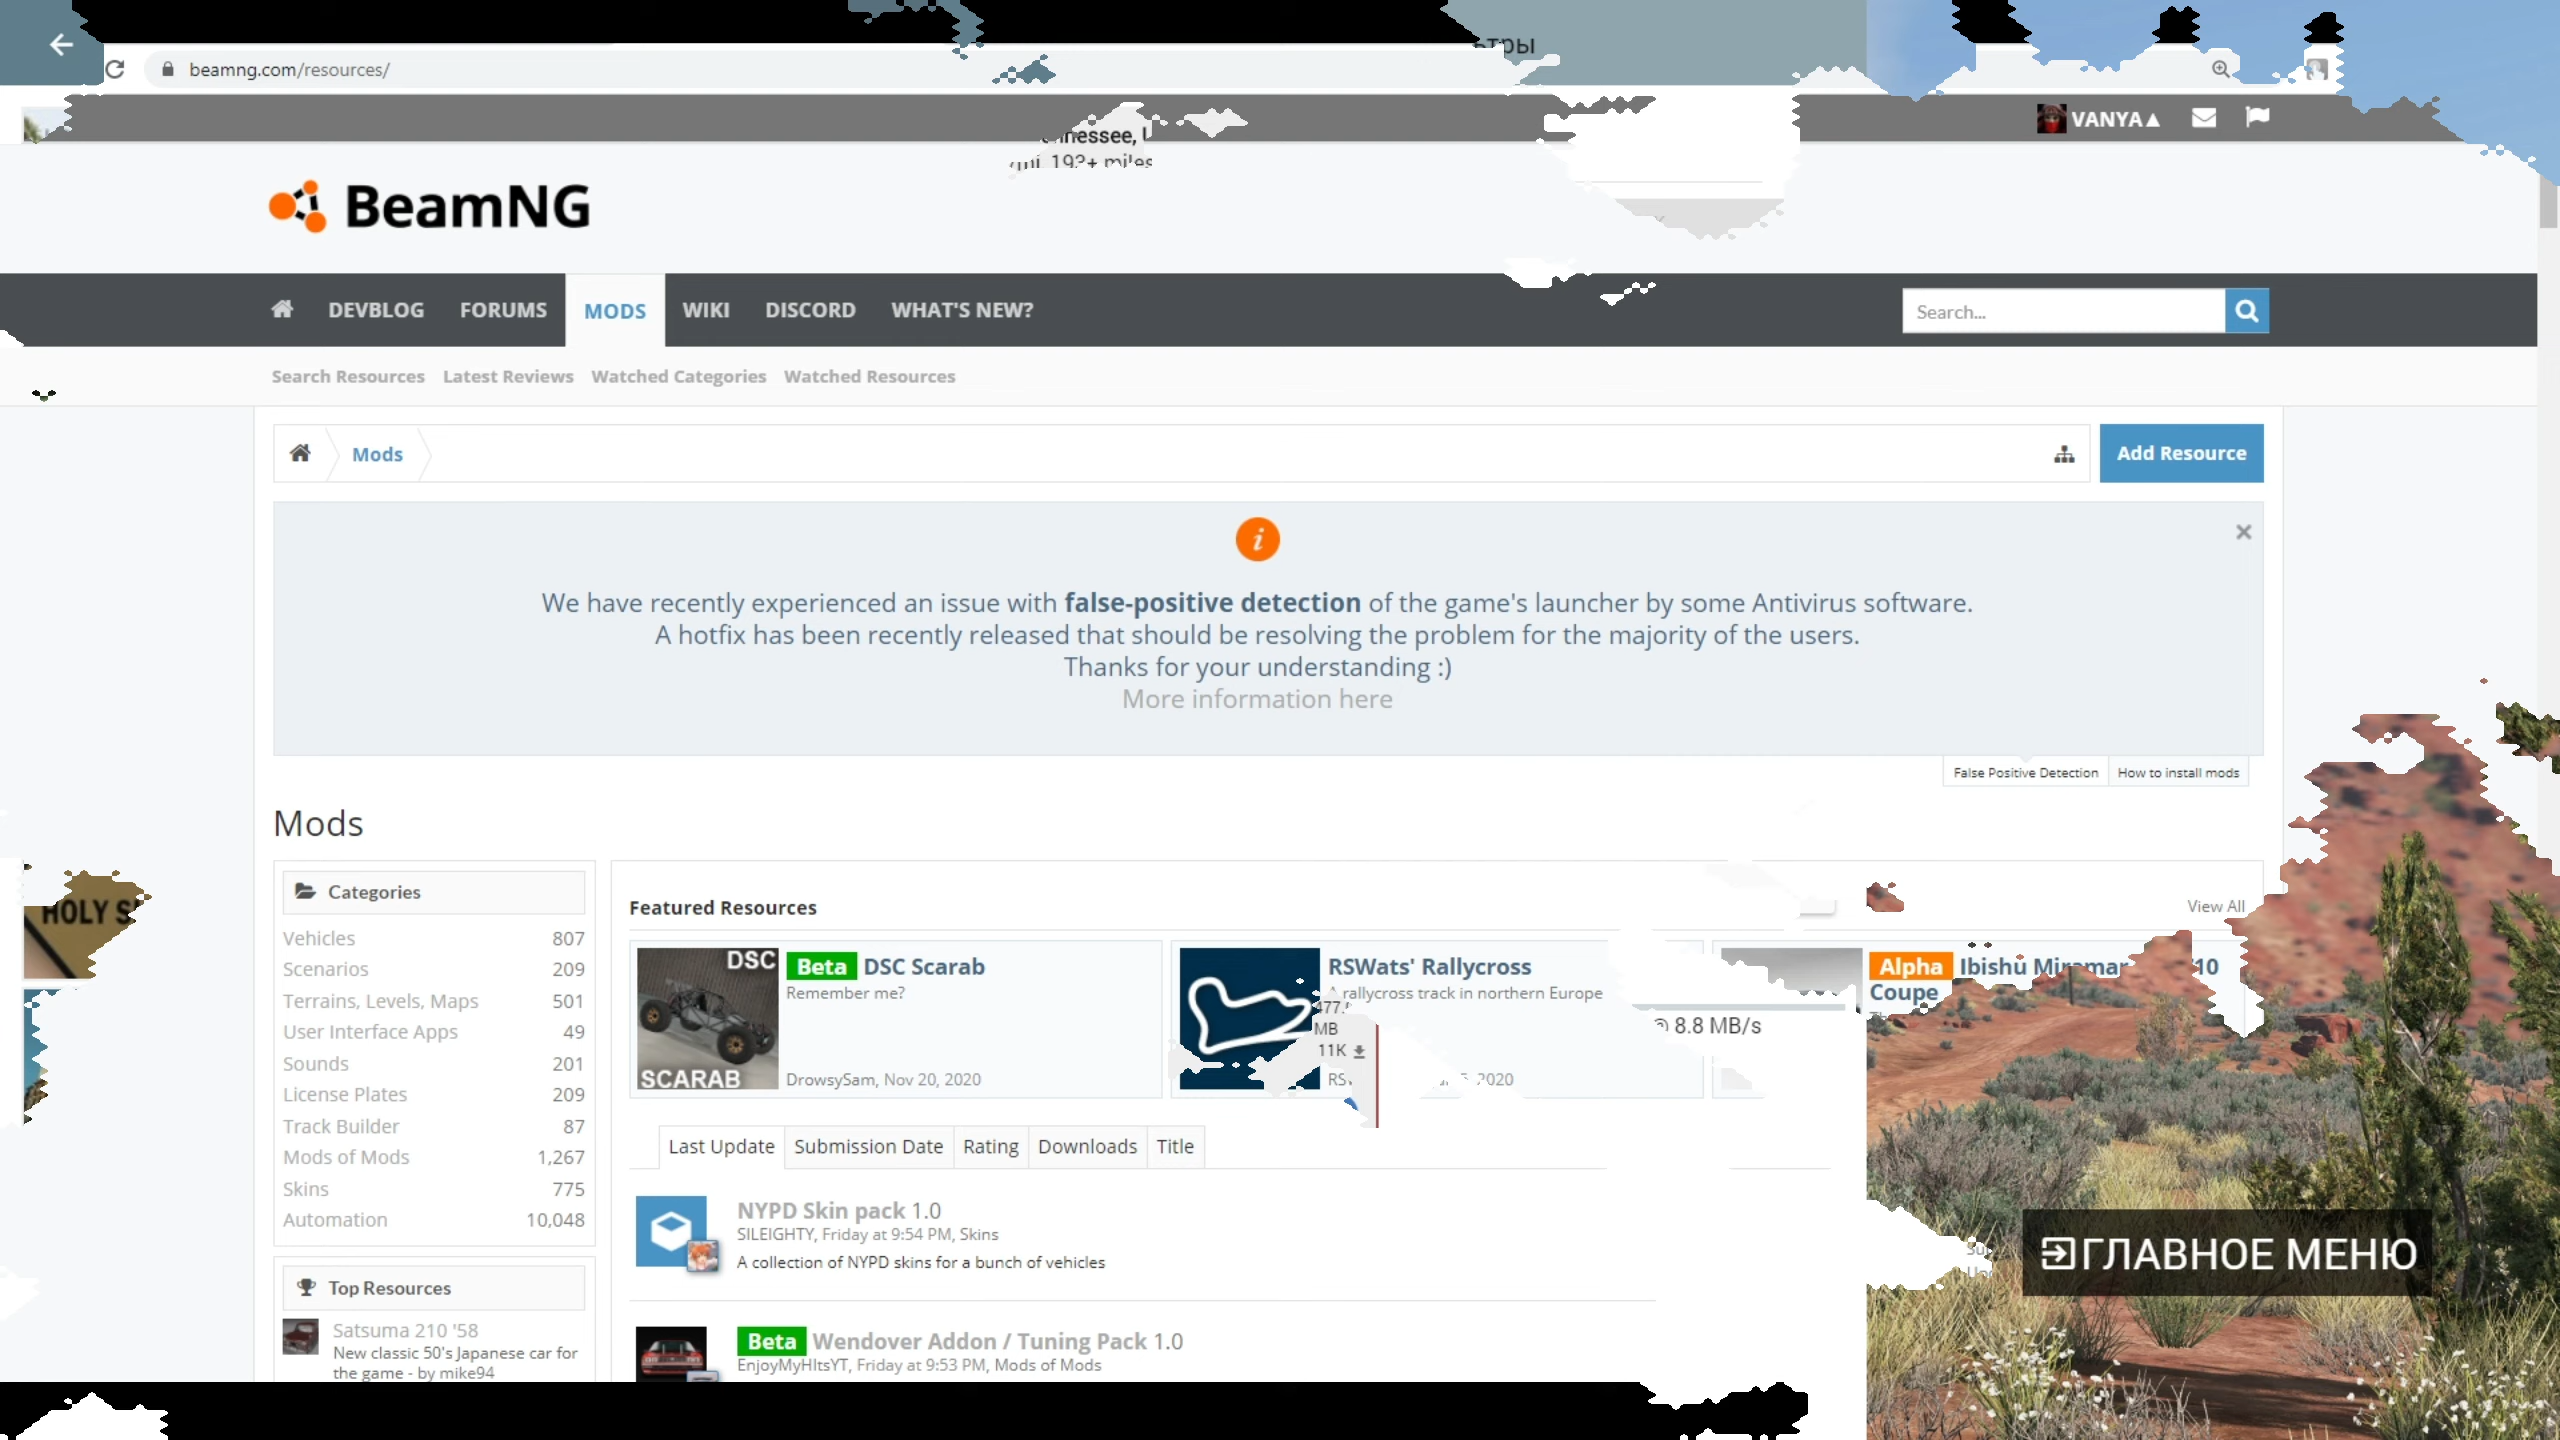 beamng.com/resources/
VANYA▲
BeamNG
DEVBLOG FORUMS MODS WIKI DISCORD WHAT'S NEW?
Search...
Search Resources Latest Reviews Watched Categories Watched Resources
Mods
Add Resource
We have recently experienced an issue with false-positive detection of the game's launcher by some Antivirus software.
A hotfix has been recently released that should be resolving the problem for the majority of the users.
Thanks for your understanding :)
More information here
False Positive Detection How to install mods
Mods
Categories
Vehicles 807
Scenarios 209
Terrains, Levels, Maps 501
User Interface Apps 49
Sounds 201
License Plates 209
Track Builder 87
Mods of Mods 1,267
Skins 775
Automation 10,048
Top Resources
Satsuma 210 '58
New classic 50's Japanese car for
the game - by mike94
Featured Resources
View All
DSC
SCARAB
Beta DSC Scarab
Remember me?
DrowsySam, Nov 20, 2020
RSWats' Rallycross
A rallycross track in northern Europe
MB
11K
2020
8.8 MB/s
Alpha Ibishu Miramar
Coupe
Last Update Submission Date Rating Downloads Title
NYPD Skin pack 1.0
SILEIGHTY, Friday at 9:54 PM, Skins
A collection of NYPD skins for a bunch of vehicles
Beta Wendover Addon / Tuning Pack 1.0
EnjoyMyHItsYT, Friday at 9:53 PM, Mods of Mods
HOLY
ГЛАВНОЕ МЕНЮ